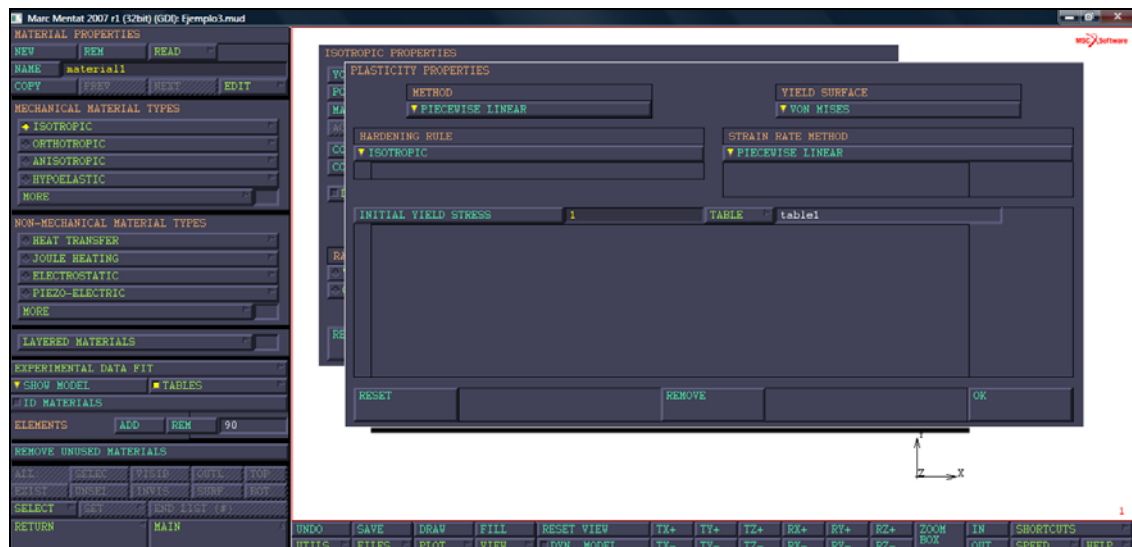 Marc Mentat 2007 r1 (32bit) (GDI): Ejemplo3.mud
MSC Software
MATERIAL PROPERTIES
NEW REM READ
NAME material1
COPY PREV NEXT EDIT
MECHANICAL MATERIAL TYPES
ISOTROPIC
ORTHOTROPIC
ANISOTROPIC
HYPOELASTIC
MORE
NON-MECHANICAL MATERIAL TYPES
HEAT TRANSFER
JOULE HEATING
ELECTROSTATIC
PIEZO-ELECTRIC
MORE
LAYERED MATERIALS
EXPERIMENTAL DATA FIT
SHOW MODEL TABLES
ID MATERIALS
ELEMENTS ADD REM 90
REMOVE UNUSED MATERIALS
ALL SELEC VISIB OUTL TOP
EXIST UNSEL INVIS SURF BOT
SELECT SET END LIST (#)
RETURN MAIN
ISOTROPIC PROPERTIES
PLASTICITY PROPERTIES
METHOD YIELD SURFACE
PIECEWISE LINEAR VON MISES
HARDENING RULE STRAIN RATE METHOD
ISOTROPIC PIECEWISE LINEAR
INITIAL YIELD STRESS 1 TABLE table1
RESET REMOVE OK
Y
Z X
1
UNDO SAVE DRAW FILL RESET VIEW TX+ TY+ TZ+ RX+ RY+ RZ+ ZOOM BOX IN SHORTCUTS
UTILS FILES PLOT VIEW DYN. MODEL TX- TY- TZ- RX- RY- RZ- OUT SPEED HELP